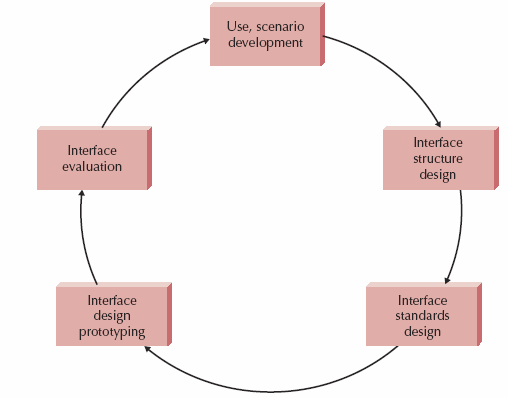 Use, scenario
development
Interface
structure
design
Interface
standards
design
Interface
design
prototyping
Interface
evaluation